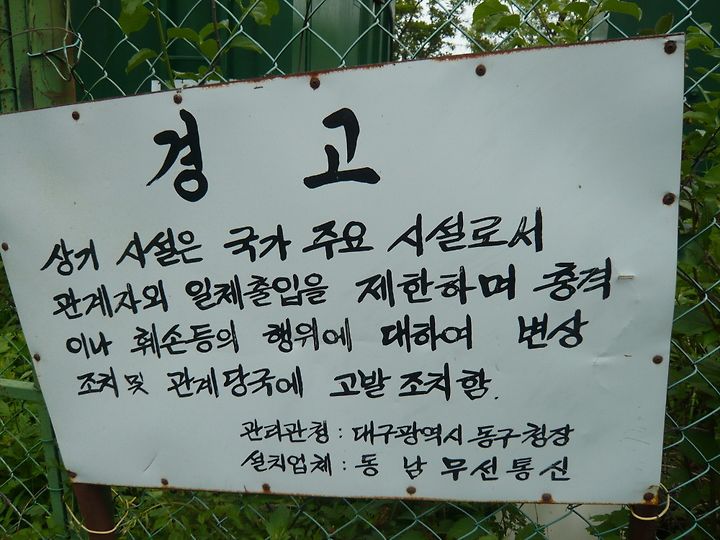 경 고
상기 시설은 국가 주요 시설로서
관계자외 일체출입을 제한하며 충격
이나 훼손등의 행위에 대하여 변상
조치 및 관계당국에 고발 조치함.
관리관청 : 대구광역시 동구청장
설치업체 : 동 남 무선통신